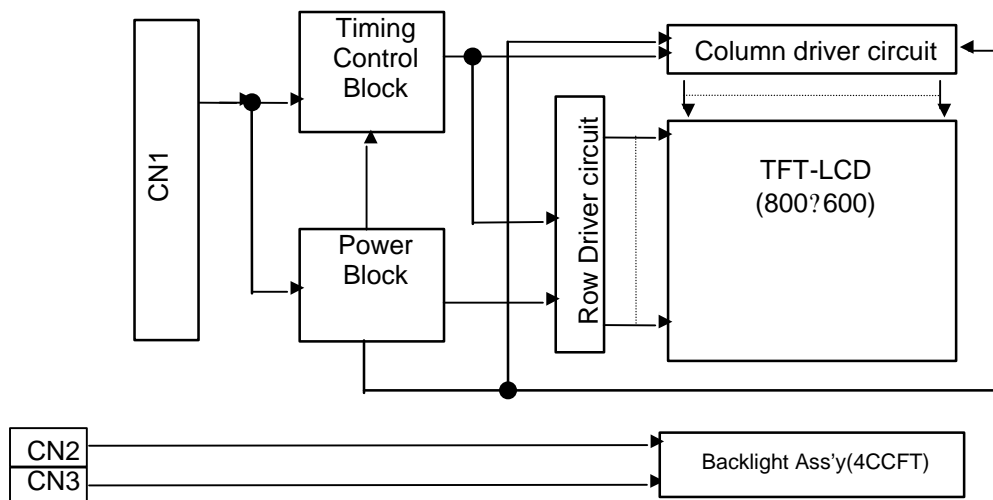 CN1
Timing
Control
Block
Power
Block
Row Driver circuit
Column driver circuit
TFT-LCD
(800?600)
CN2
CN3
Backlight Ass'y(4CCFT)